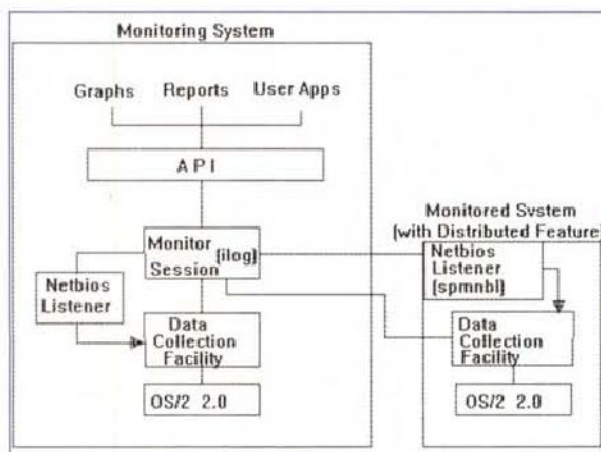 Monitoring System
Graphs Reports User Apps
API
Monitor
Session
(ilog)
Netbios
Listener
Data
Collection
Facility
OS/2 2.0
Monitored System
(with Distributed Feature)
Netbios
Listener
(spmnbl)
Data
Collection
Facility
OS/2 2.0